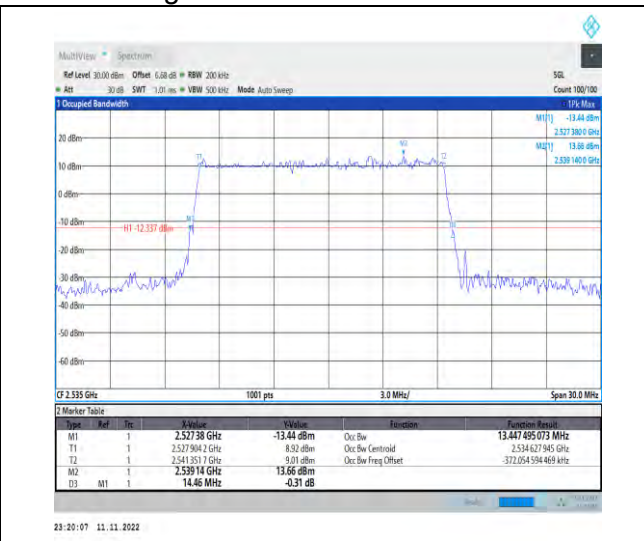 MultiView Spectrum
Ref Level 30.00 dBm Offset 6.68 dB RBW 200 kHz SGL
Att 30 dB SWT 1.01 ms VBW 500 kHz Mode Auto Sweep Count 100/100
1 Occupied Bandwidth 1Pk Max
M1[1] -13.44 dBm
2.527380 0 GHz
M2[1] 13.66 dBm
2.539 140 0 GHz
20 dBm
M2
T1 T2
10 dBm
0 dBm
M1
-10 dBm
H1 -12.337 dBm
-20 dBm
-30 dBm
-40 dBm
-50 dBm
-60 dBm
CF 2.535 GHz 1001 pts 3.0 MHz/ Span 30.0 MHz
2 Marker Table
Type Ref Trc X-Value Y-Value Function Function Result
M1 1 2.527 38 GHz -13.44 dBm Occ Bw 13.447 495 073 MHz
T1 1 2.527 904 2 GHz 8.92 dBm Occ Bw Centroid 2.534 627 945 GHz
T2 1 2.541 351 7 GHz 9.01 dBm Occ Bw Freq Offset -372.054 594 469 kHz
M2 1 2.539 14 GHz 13.66 dBm
D3 M1 1 14.46 MHz -0.31 dB
23:20:07 11.11.2022